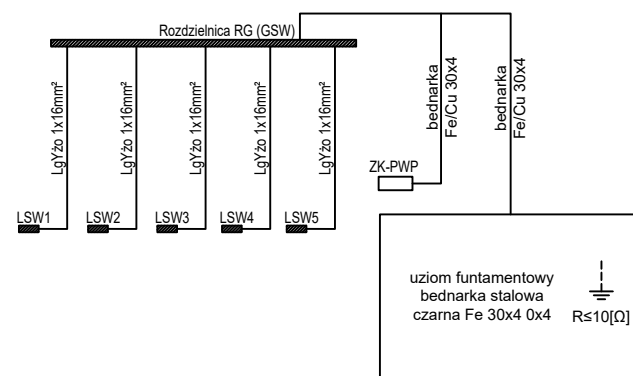 Rozdzielnica RG (GSW)
LgYżo 1x16mm²
LgYżo 1x16mm²
LgYżo 1x16mm²
LgYżo 1x16mm²
LgYżo 1x16mm²
bednarka
Fe/Cu 30x4
bednarka
Fe/Cu 30x4
ZK-PWP
LSW1
LSW2
LSW3
LSW4
LSW5
uziom funtamentowy
bednarka stalowa
czarna Fe 30x4 0x4
R≤10[Ω]